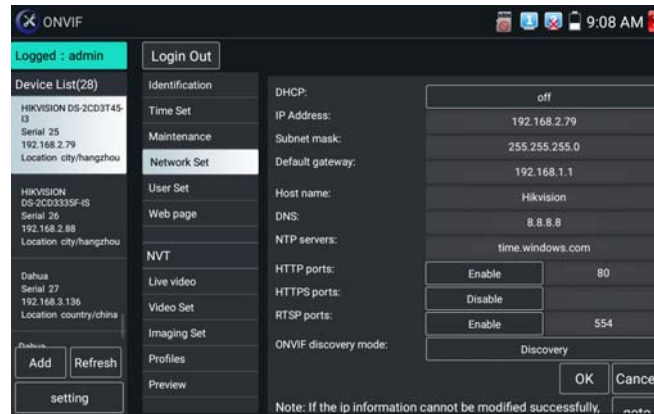 ONVIF
9:08 AM
Logged : admin
Login Out
Device List(28)
HIKVISION DS-2CD3T45-
I3
Serial 25
192.168.2.79
Location city/hangzhou
HIKVISION
DS-2CD3335F-IS
Serial 26
192.168.2.88
Location city/hangzhou
Dahua
Serial 27
192.168.3.136
Location country/china
Dahua
Add
Refresh
setting
Identification
Time Set
Maintenance
Network Set
User Set
Web page
NVT
Live video
Video Set
Imaging Set
Profiles
Preview
DHCP:
off
IP Address:
192.168.2.79
Subnet mask:
255.255.255.0
Default gateway:
192.168.1.1
Host name:
Hikvision
DNS:
8.8.8.8
NTP servers:
time.windows.com
HTTP ports:
Enable
80
HTTPS ports:
Disable
RTSP ports:
Enable
554
ONVIF discovery mode:
Discovery
OK
Cance
Note: If the ip information cannot be modified successfully,
goto